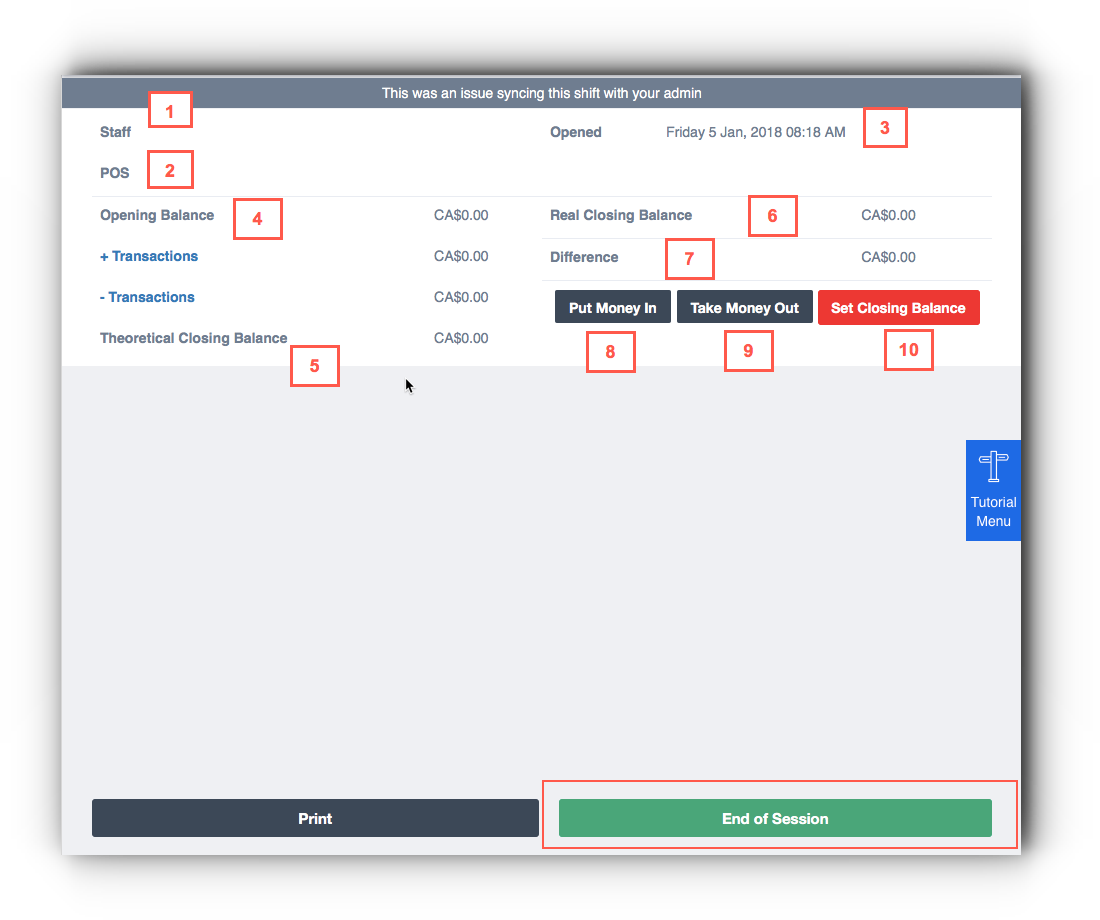 This was an issue syncing this shift with your admin
1
Staff
Opened
Friday 5 Jan, 2018 08:18 AM
3
POS
2
Opening Balance
4
CA$0.00
Real Closing Balance
6
CA$0.00
+ Transactions
CA$0.00
Difference
7
CA$0.00
- Transactions
CA$0.00
Put Money In
Take Money Out
Set Closing Balance
Theoretical Closing Balance
CA$0.00
5
8
9
10
Tutorial
Menu
Print
End of Session